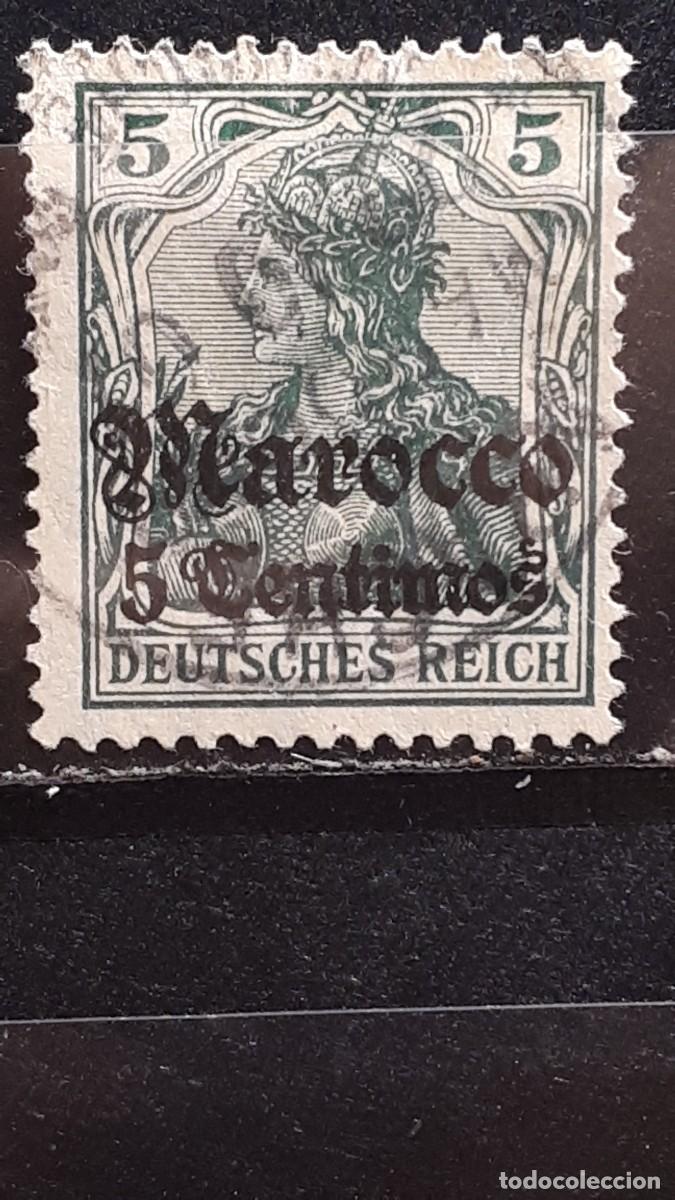 5 5
Marocco
5 Centimos
DEUTSCHES REICH
todocoleccion